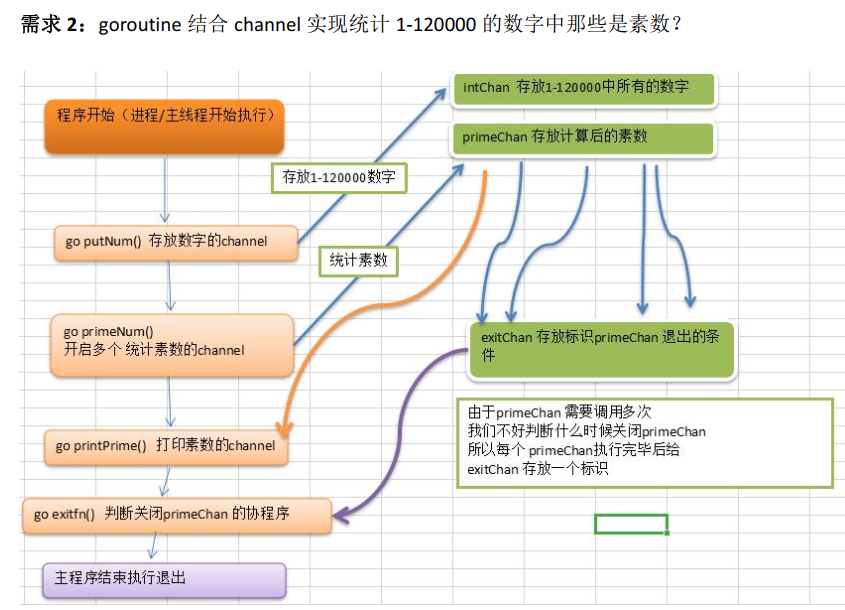 需求 2：goroutine 结合 channel 实现统计 1-120000 的数字中那些是素数？
程序开始（进程/主线程开始执行）
intChan 存放1-120000中所有的数字
primeChan 存放计算后的素数
存放1-120000数字
go putNum() 存放数字的channel
统计素数
go primeNum()
开启多个 统计素数的channel
exitChan 存放标识primeChan 退出的条
件
go printPrime() 打印素数的channel
由于primeChan 需要调用多次
我们不好判断什么时候关闭primeChan
所以每个 primeChan执行完毕后给
exitChan 存放一个标识
go exitfn() 判断关闭primeChan 的协程序
主程序结束执行退出